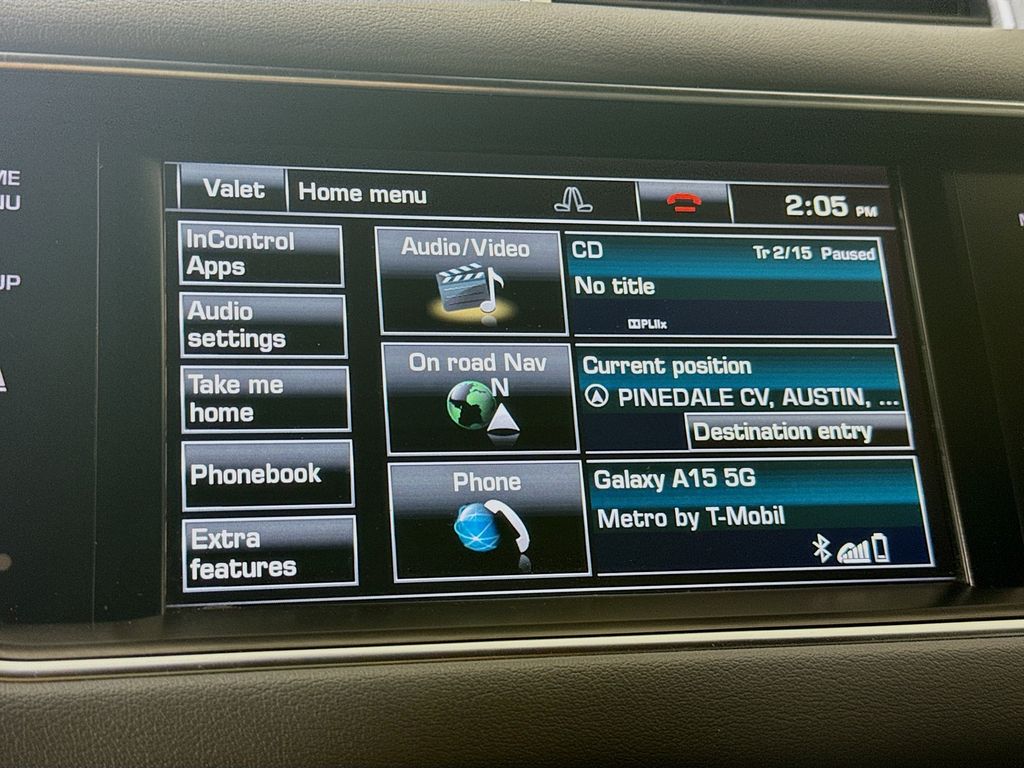 Valet
Home menu
2:05 PM
InControl
Apps
Audio
settings
Take me
home
Phonebook
Extra
features
Audio/Video
CD
Tr 2/15 Paused
No title
PLIIx
On road Nav
N
Current position
PINEDALE CV, AUSTIN, ...
Destination entry
Phone
Galaxy A15 5G
Metro by T-Mobil